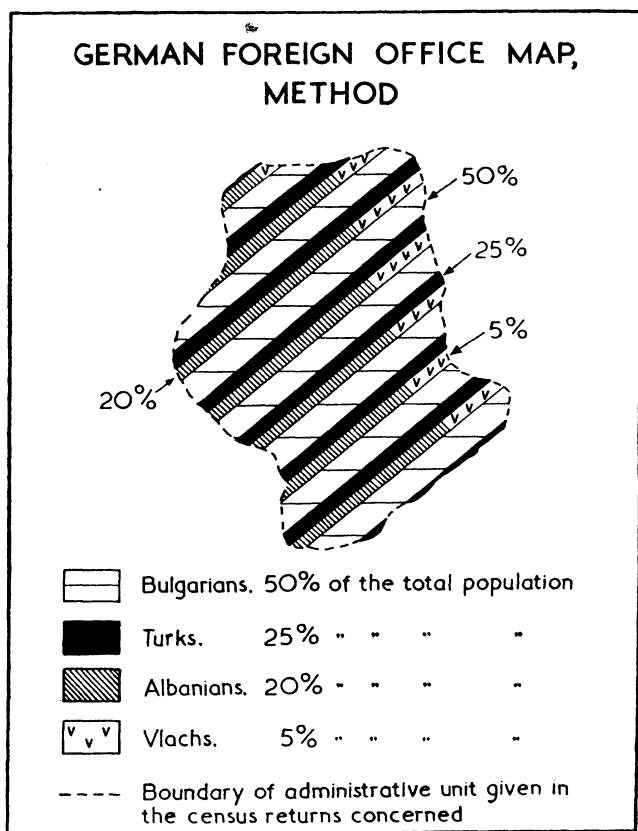 GERMAN FOREIGN OFFICE MAP,
METHOD
50%
25%
5%
20%
Bulgarians. 50% of the total population
Turks. 25% " " " "
Albanians. 20% " " " "
Vlachs. 5% " " " "
Boundary of administrative unit given in
the census returns concerned